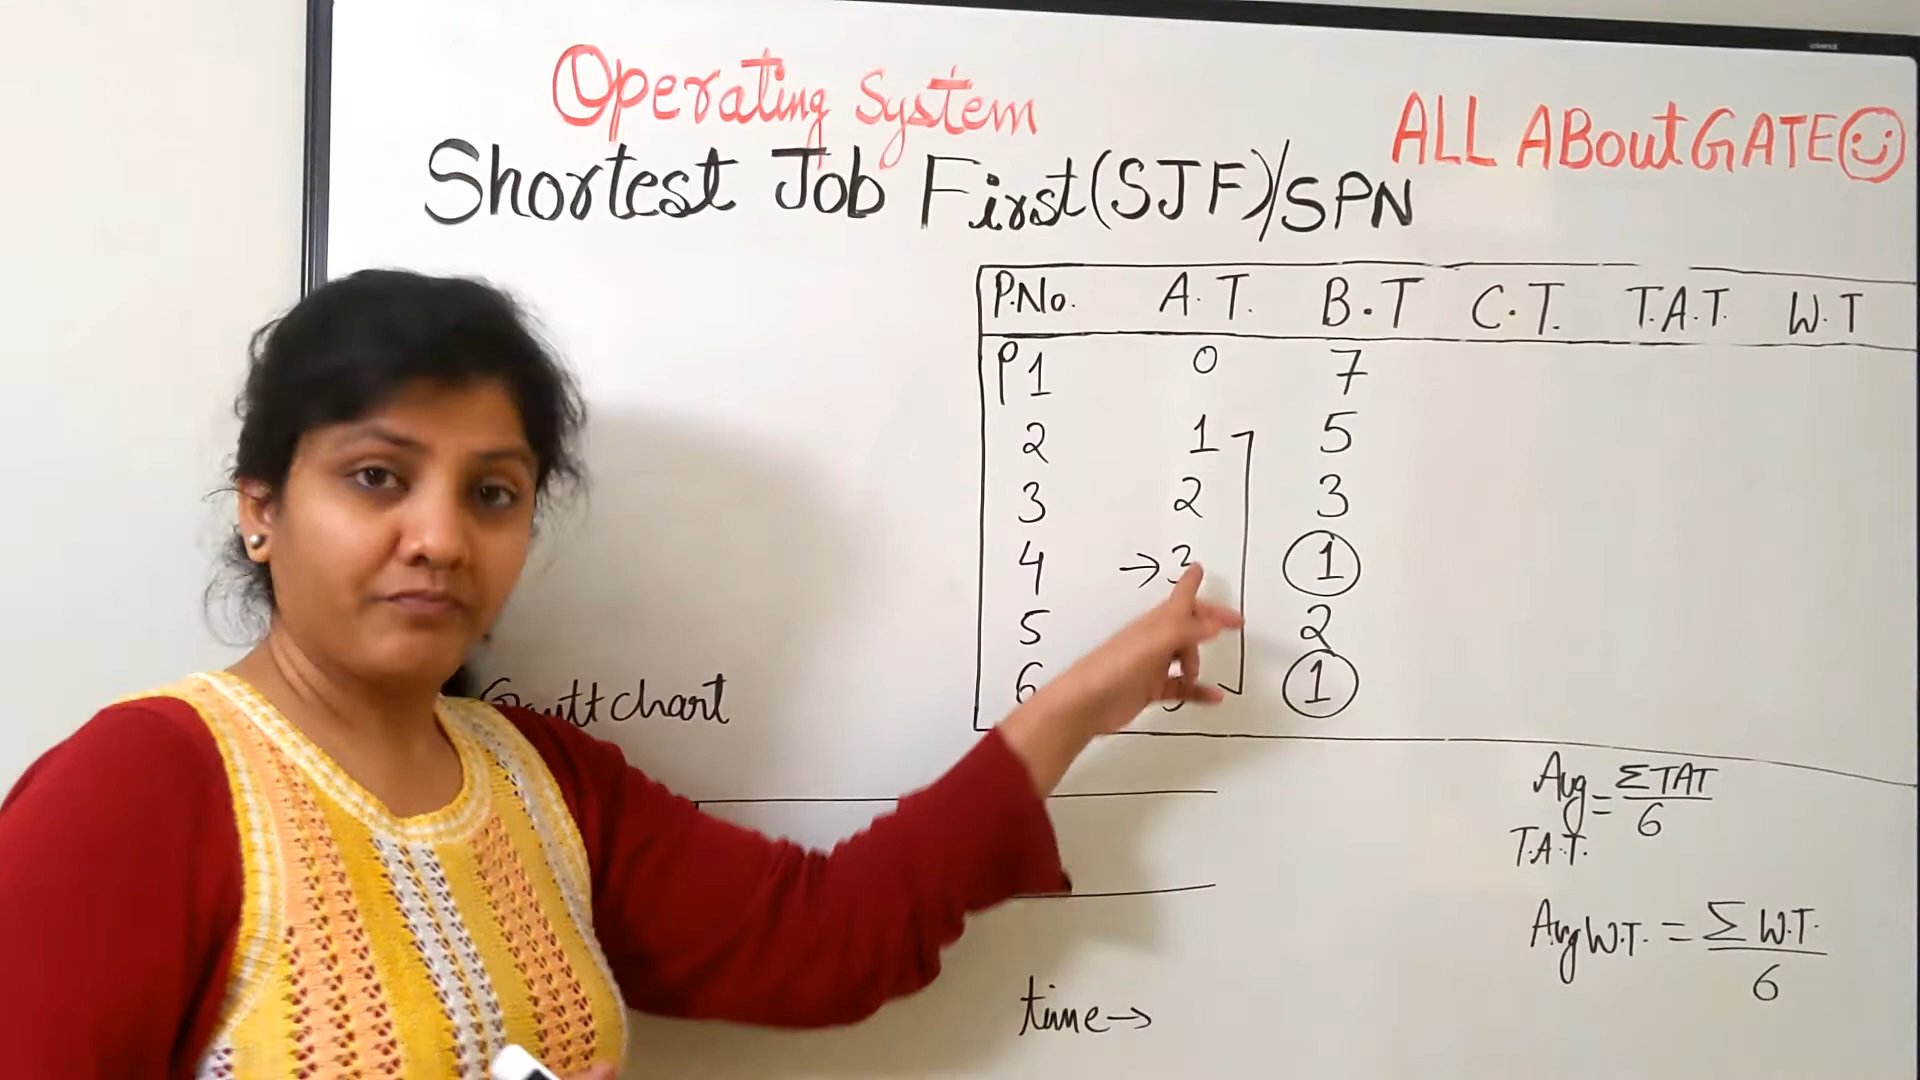 Operating System
ALL ABout GATE
Shortest Job First(SJF)/SPN
P.No. A.T. B.T C.T. T.A.T. W.T
P1 0 7
2 1 5
3 2 3
4 →3 1
5 2
6 1
Gantt chart
Avg T.A.T. = ΣTAT / 6
Avg W.T. = Σ W.T. / 6
time→